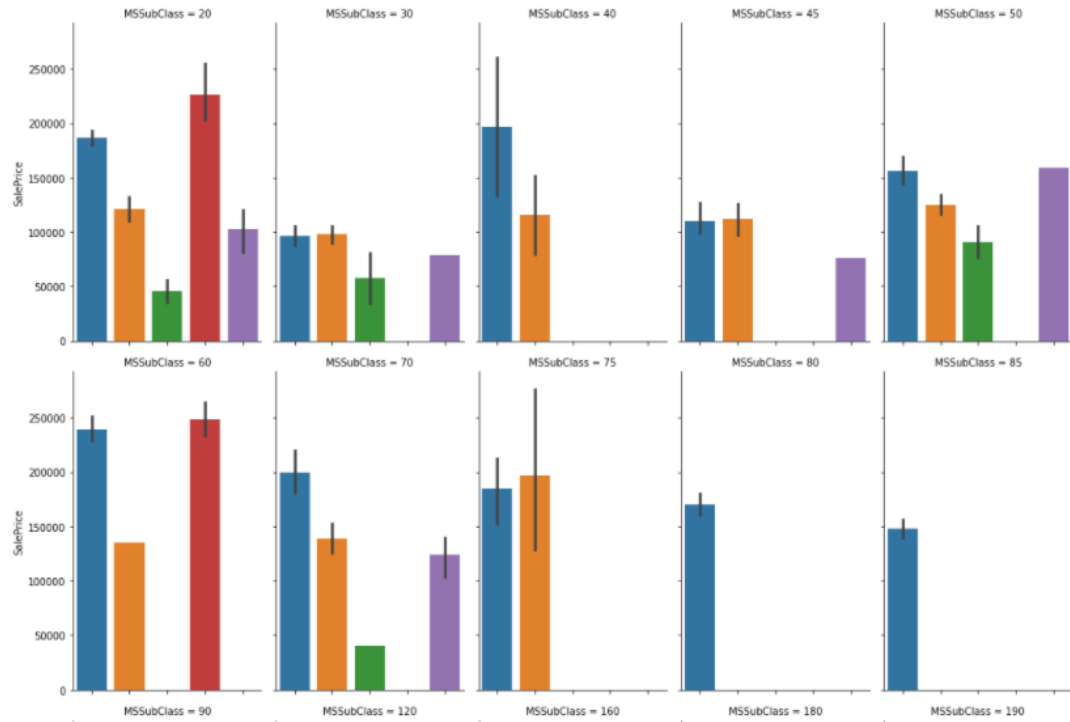 MSSubClass = 20
MSSubClass = 30
MSSubClass = 40
MSSubClass = 45
MSSubClass = 50
250000
200000
150000
100000
50000
0
SalePrice
MSSubClass = 60
MSSubClass = 70
MSSubClass = 75
MSSubClass = 80
MSSubClass = 85
250000
200000
150000
100000
50000
0
SalePrice
MSSubClass = 90
MSSubClass = 120
MSSubClass = 160
MSSubClass = 180
MSSubClass = 190